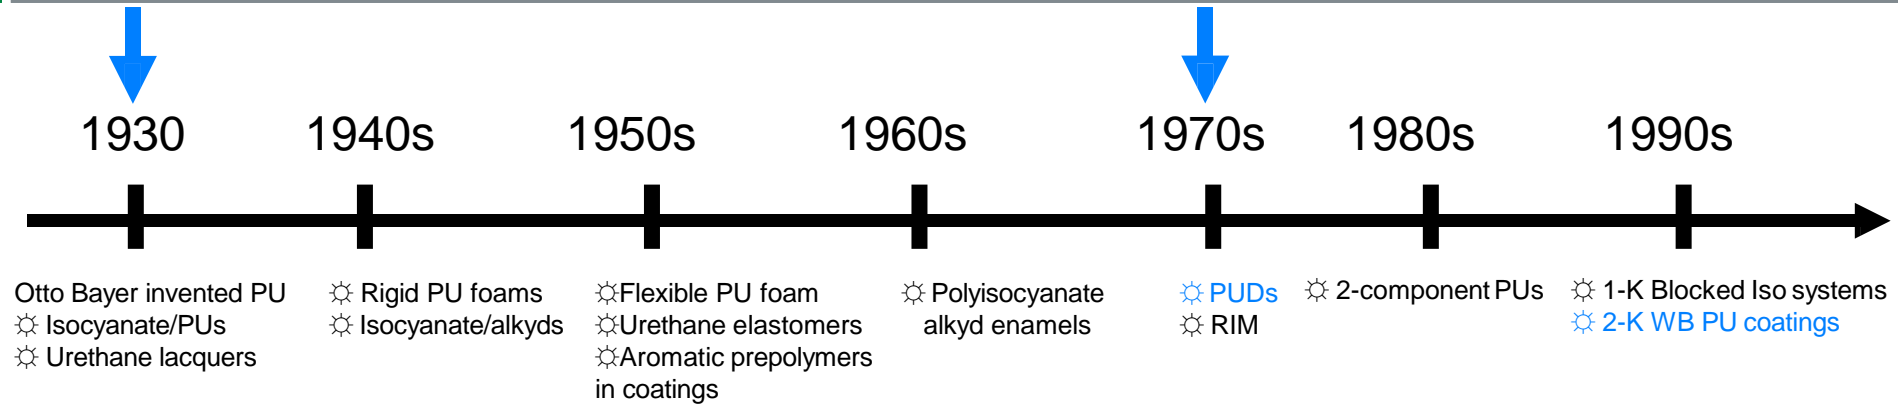 1930
1940s
1950s
1960s
1970s
1980s
1990s
Otto Bayer invented PU
☼ Isocyanate/PUs
☼ Urethane lacquers
☼ Rigid PU foams
☼ Isocyanate/alkyds
☼Flexible PU foam
☼Urethane elastomers
☼Aromatic prepolymers
in coatings
☼ Polyisocyanate
alkyd enamels
☼ PUDs
☼ RIM
☼ 2-component PUs
☼ 1-K Blocked Iso systems
☼ 2-K WB PU coatings